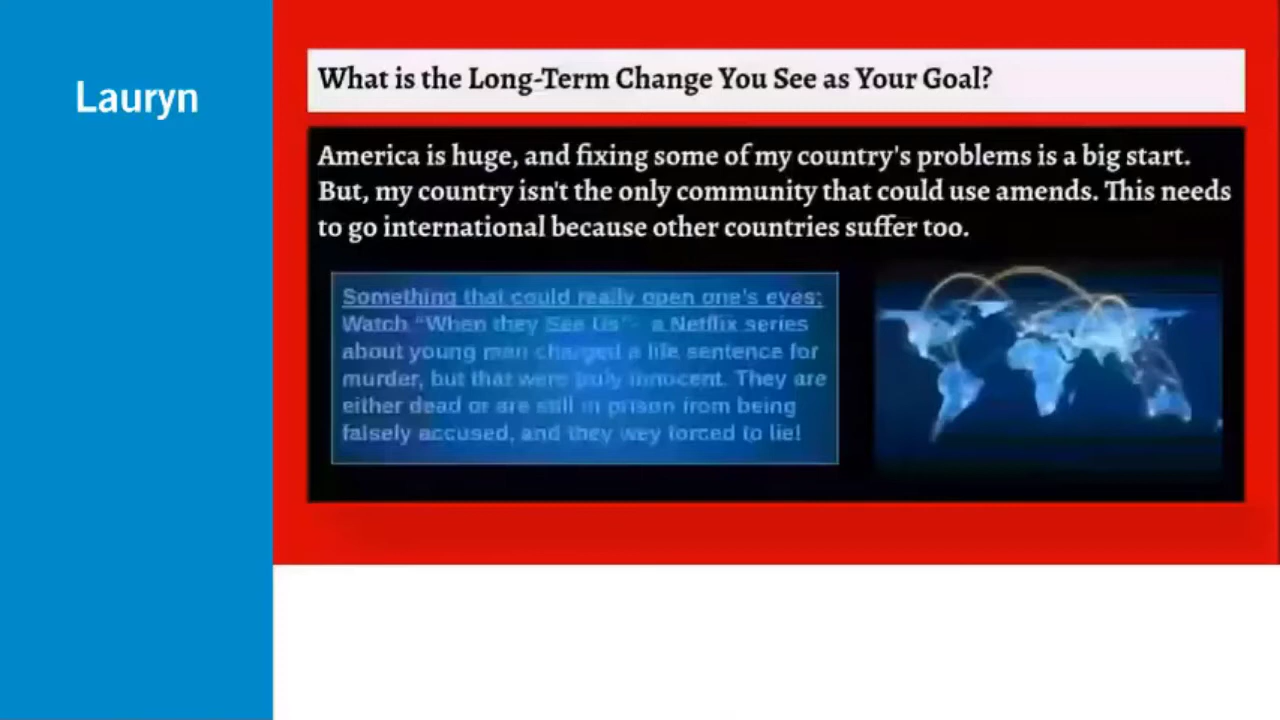 Lauryn
What is the Long-Term Change You See as Your Goal?
America is huge, and fixing some of my country's problems is a big start.
But, my country isn't the only community that could use amends. This needs
to go international because other countries suffer too.
Something that could really open one's eyes:
Watch "When they See Us"- a Netflix series
about young men charged a life sentence for
murder, but that were truly innocent. They are
either dead or are still in prison from being
falsely accused, and they wey forced to lie!